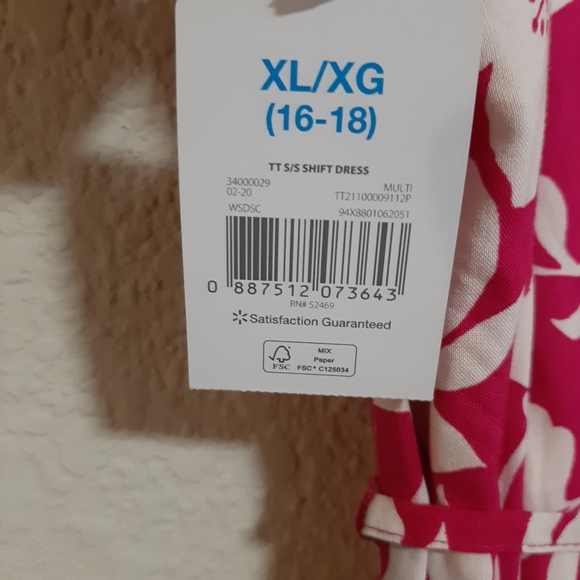 XL/XG
(16-18)
TT S/S SHIFT DRESS
34000029 MULTI
02-20 TT21100009112P
WSDSC 94X8801062051
0 887512 073643
RN# 52469
Satisfaction Guaranteed
FSC
MIX
Paper
FSC® C125034